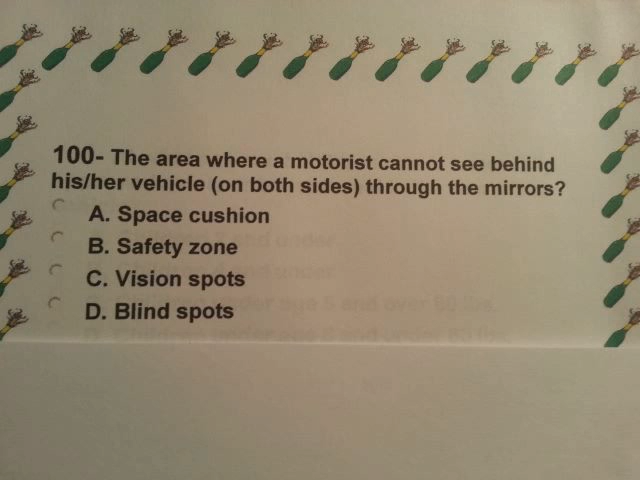 100- The area where a motorist cannot see behind
his/her vehicle (on both sides) through the mirrors?
A. Space cushion
B. Safety zone
C. Vision spots
D. Blind spots